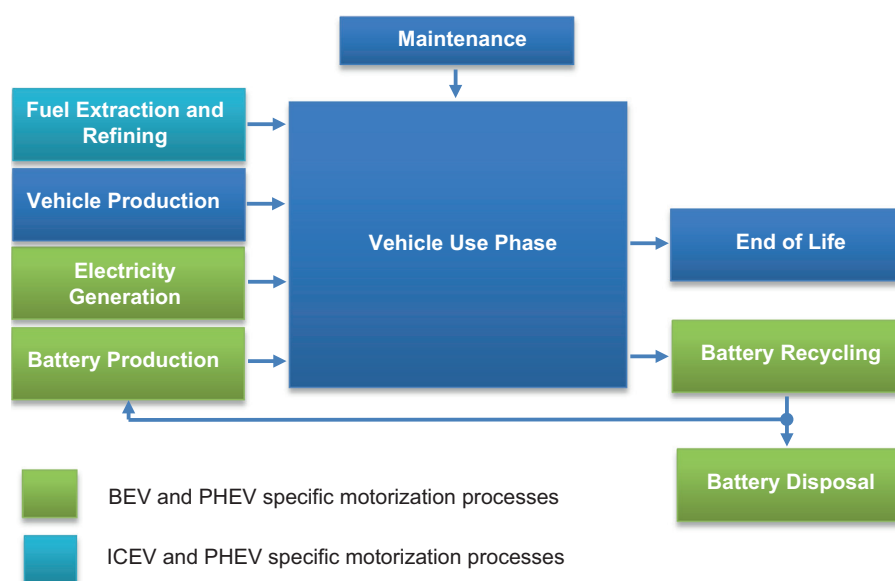 Maintenance
Fuel Extraction and
Refining
Vehicle Production
Vehicle Use Phase
End of Life
Electricity
Generation
Battery Production
Battery Recycling
Battery Disposal
BEV and PHEV specific motorization processes
ICEV and PHEV specific motorization processes